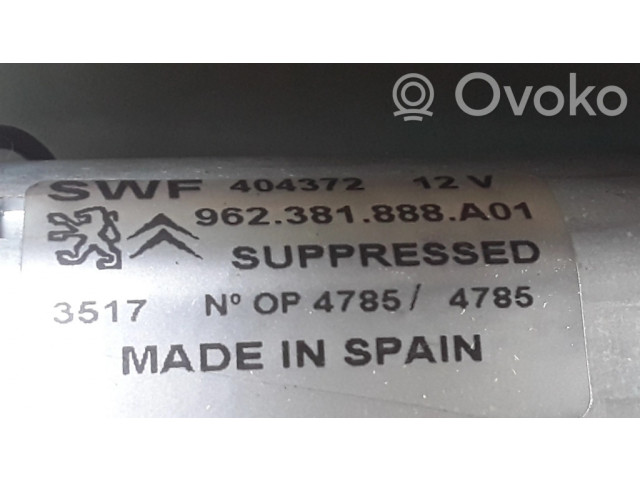 Ovoko
SWF 404372 12 V
962.381.888.A01
SUPPRESSED
3517 Nº OP 4785/ 4785
MADE IN SPAIN